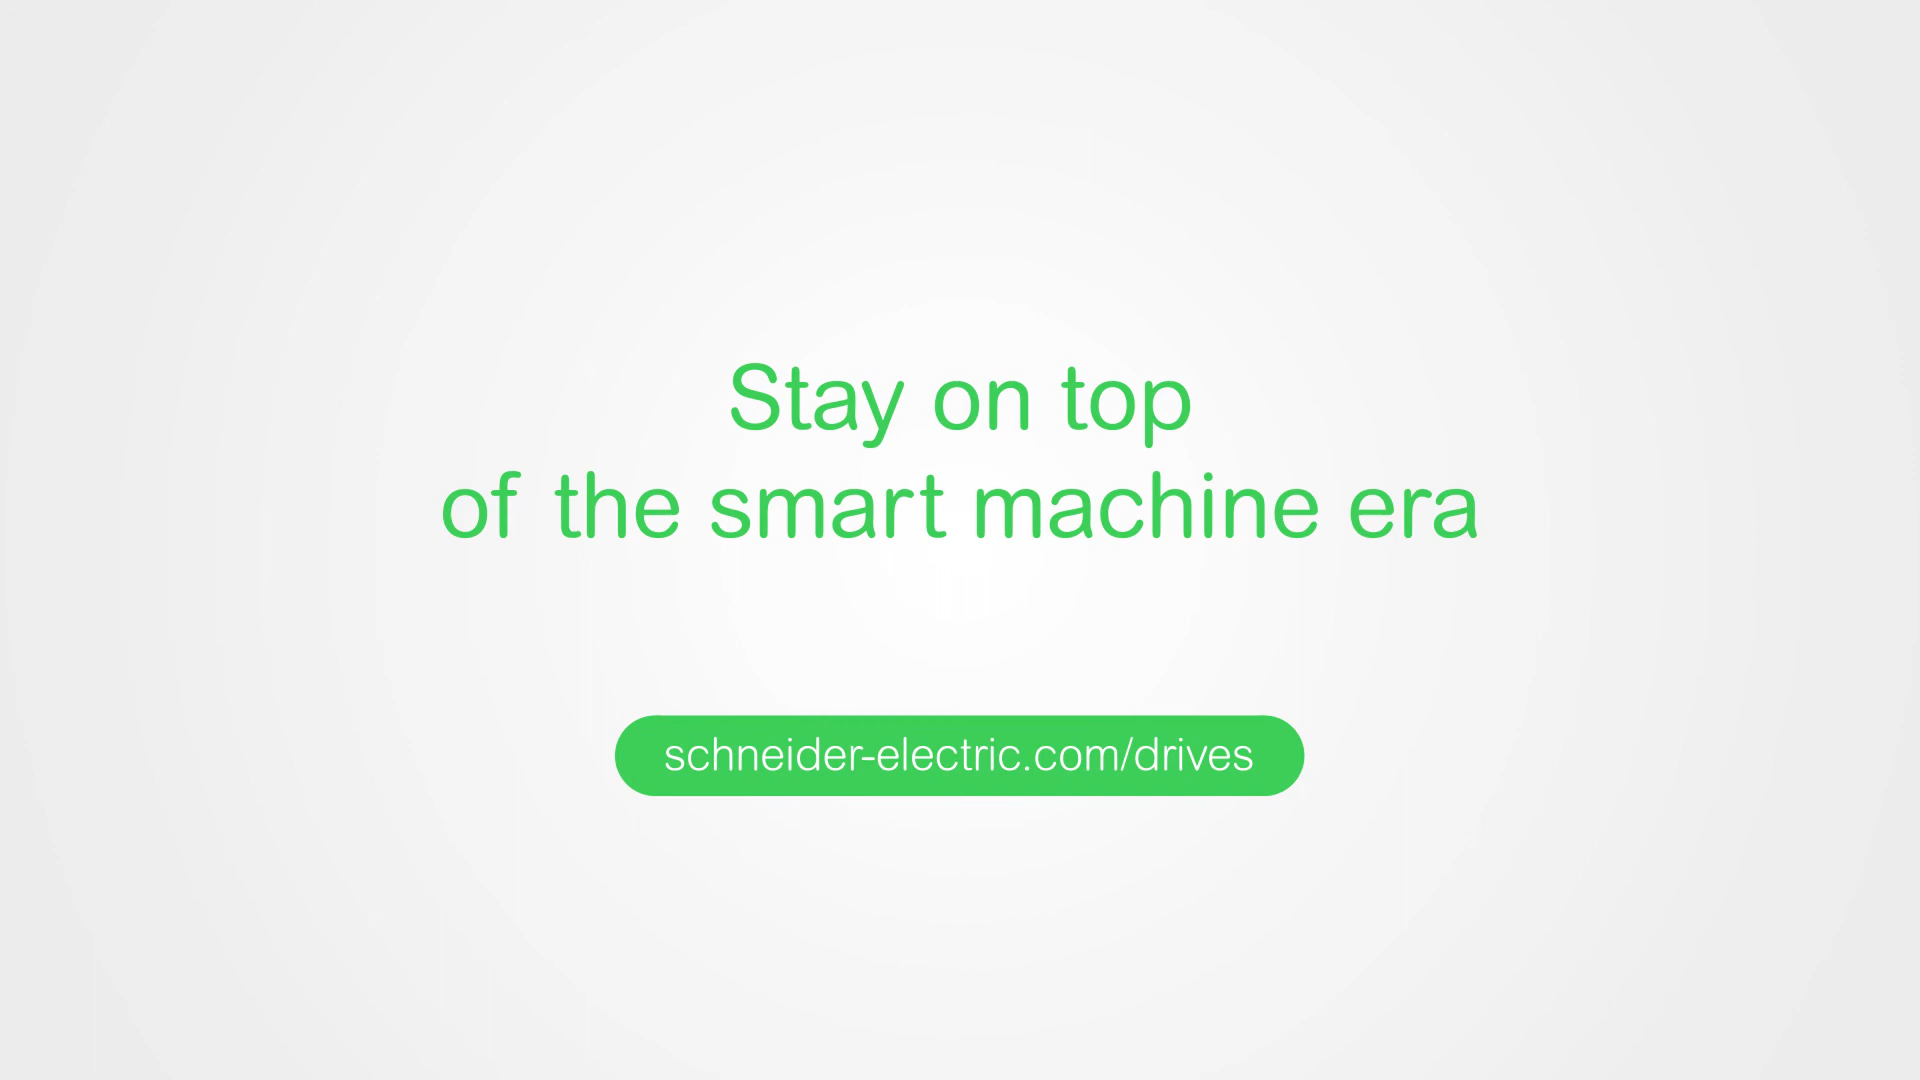 Stay on top
of the smart machine era
schneider-electric.com/drives